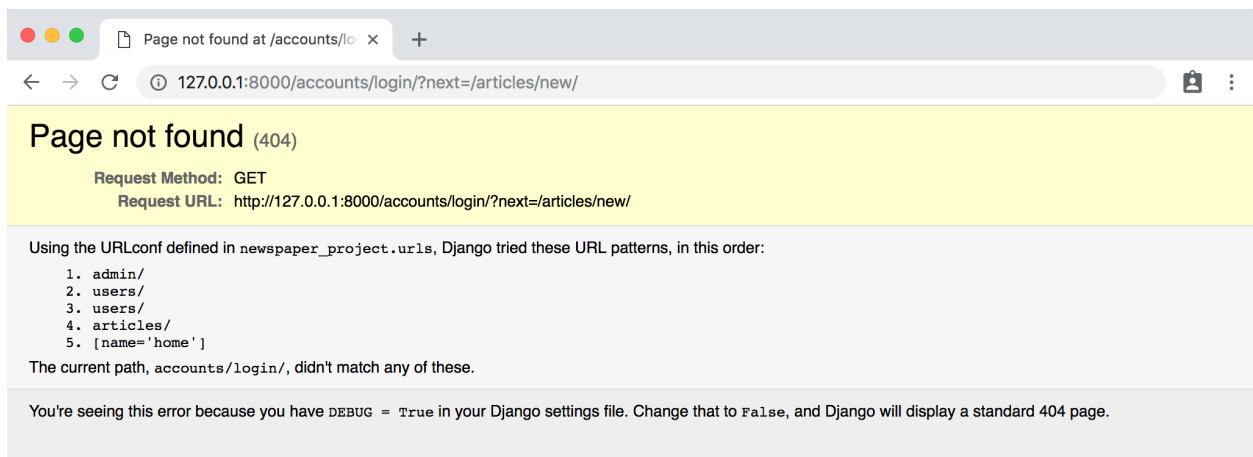 Page not found at /accounts/lo
127.0.0.1:8000/accounts/login/?next=/articles/new/
Page not found (404)
Request Method: GET
Request URL: http://127.0.0.1:8000/accounts/login/?next=/articles/new/
Using the URLconf defined in newspaper_project.urls, Django tried these URL patterns, in this order:
1. admin/
2. users/
3. users/
4. articles/
5. [name='home']
The current path, accounts/login/, didn't match any of these.
You're seeing this error because you have DEBUG = True in your Django settings file. Change that to False, and Django will display a standard 404 page.